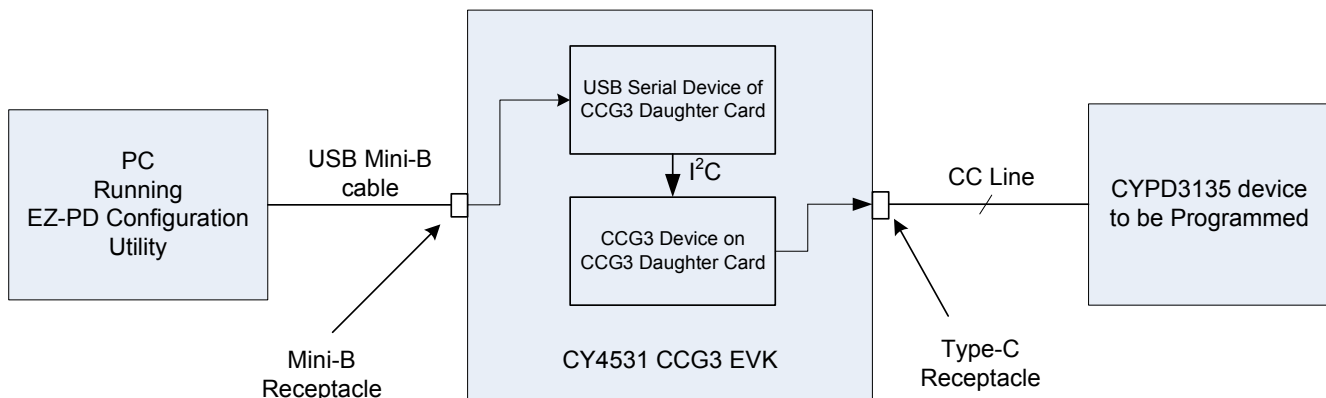 PC
Running
EZ-PD Configuration
Utility
USB Mini-B
cable
Mini-B
Receptacle
USB Serial Device of
CCG3 Daughter Card
I²C
CCG3 Device on
CCG3 Daughter Card
CY4531 CCG3 EVK
CC Line
Type-C
Receptacle
CYPD3135 device
to be Programmed